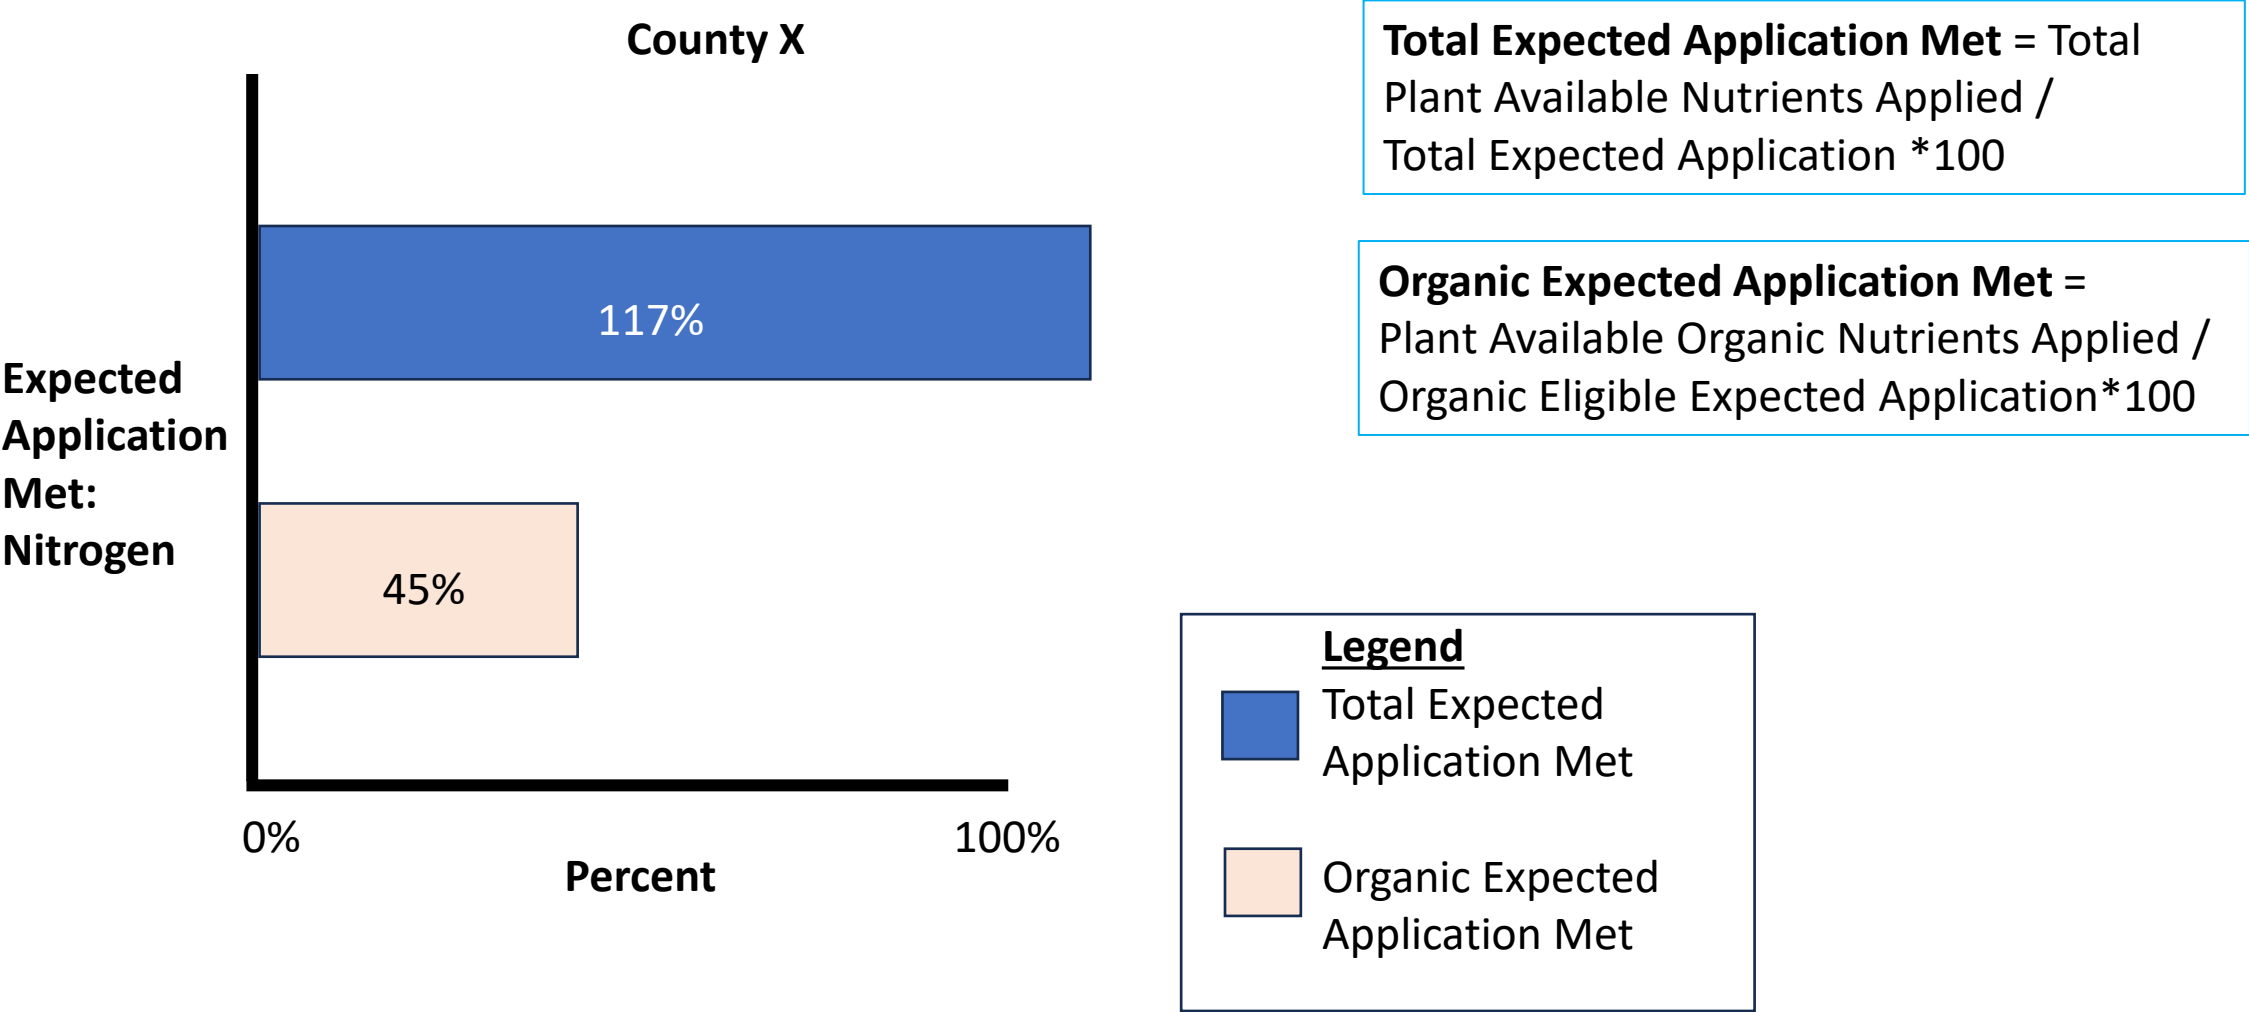 County X
Total Expected Application Met = Total
Plant Available Nutrients Applied /
Total Expected Application *100
Organic Expected Application Met =
Plant Available Organic Nutrients Applied /
Organic Eligible Expected Application*100
117%
Expected
Application
Met:
Nitrogen
45%
0%
100%
Percent
Legend
Total Expected
Application Met
Organic Expected
Application Met